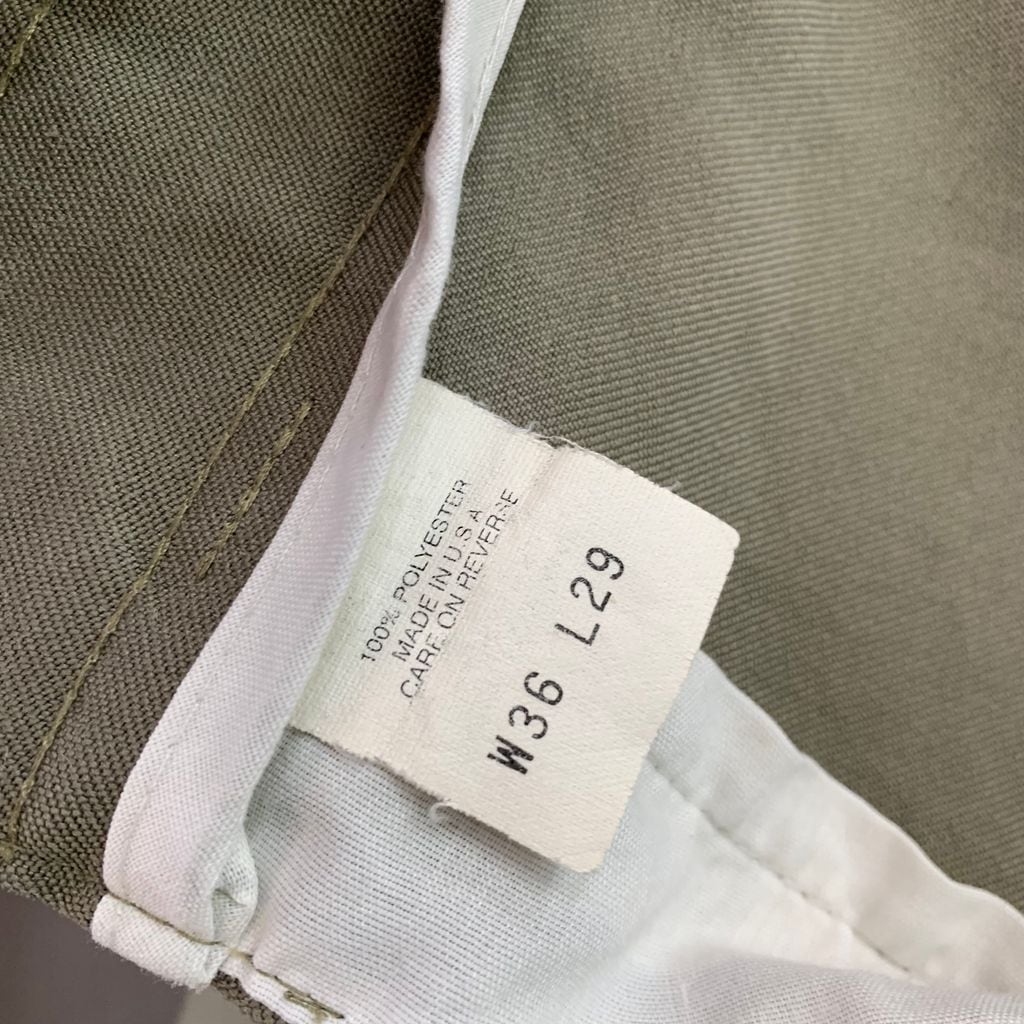 100% POLYESTER
MADE IN U.S.A
CARE ON REVERSE
W36 L29